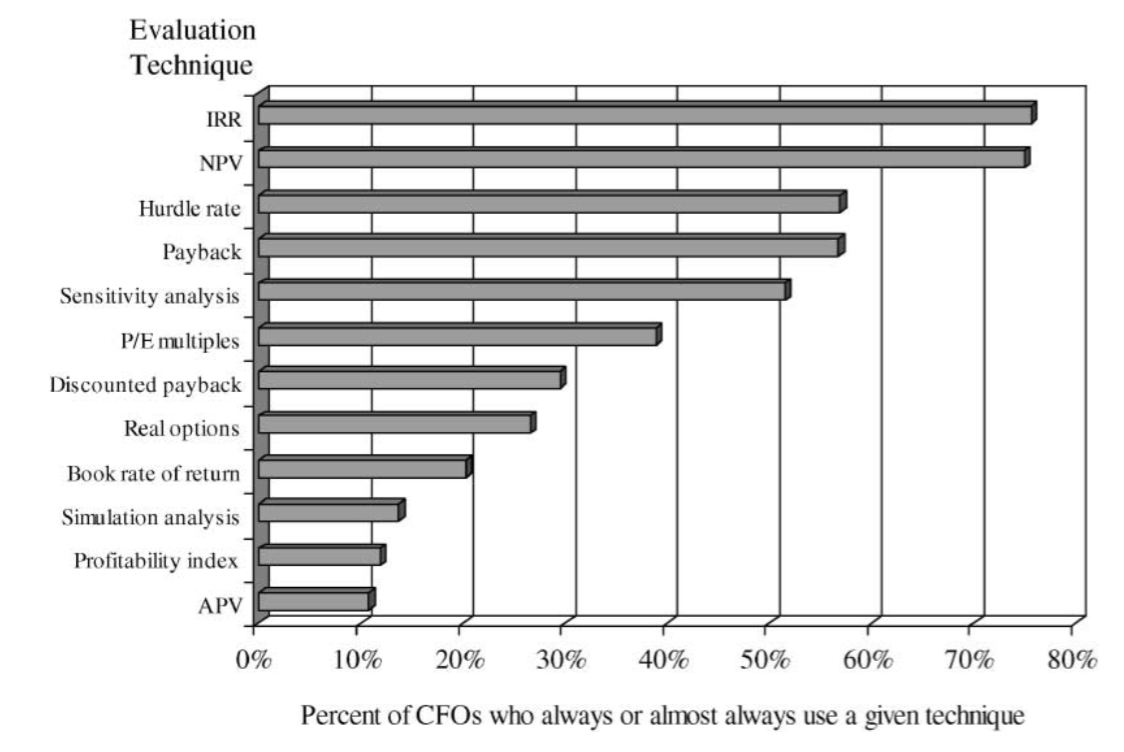 Evaluation
Technique
IRR
NPV
Hurdle rate
Payback
Sensitivity analysis
P/E multiples
Discounted payback
Real options
Book rate of return
Simulation analysis
Profitability index
APV
0% 10% 20% 30% 40% 50% 60% 70% 80%
Percent of CFOs who always or almost always use a given technique